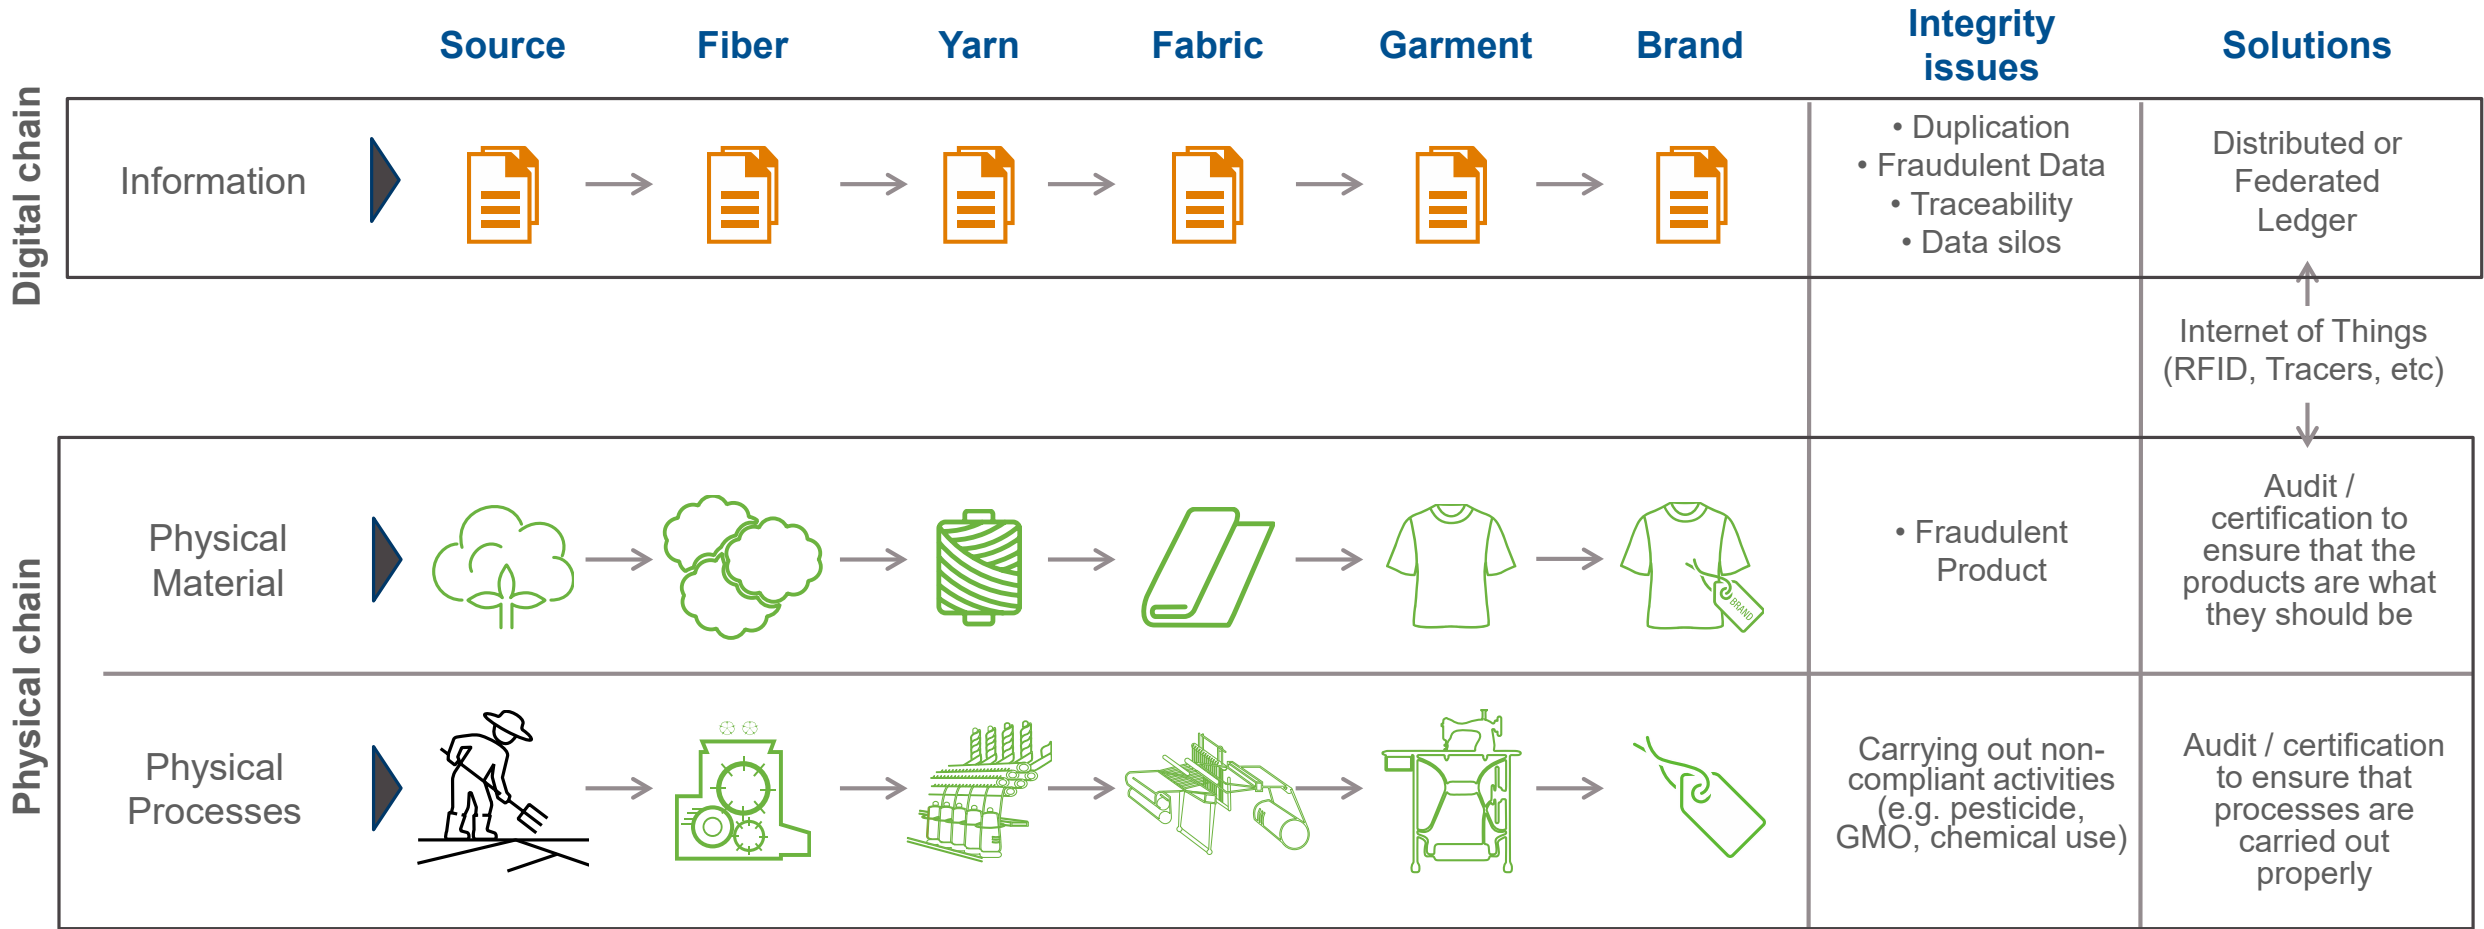 Source
Fiber
Yarn
Fabric
Garment
Brand
Integrity
issues
Solutions
Digital chain
Information
• Duplication
• Fraudulent Data
• Traceability
• Data silos
Distributed or
Federated
Ledger
Internet of Things
(RFID, Tracers, etc)
Physical chain
Physical
Material
BRAND
• Fraudulent
Product
Audit /
certification to
ensure that the
products are what
they should be
Physical
Processes
Carrying out non-
compliant activities
(e.g. pesticide,
GMO, chemical use)
Audit / certification
to ensure that
processes are
carried out
properly